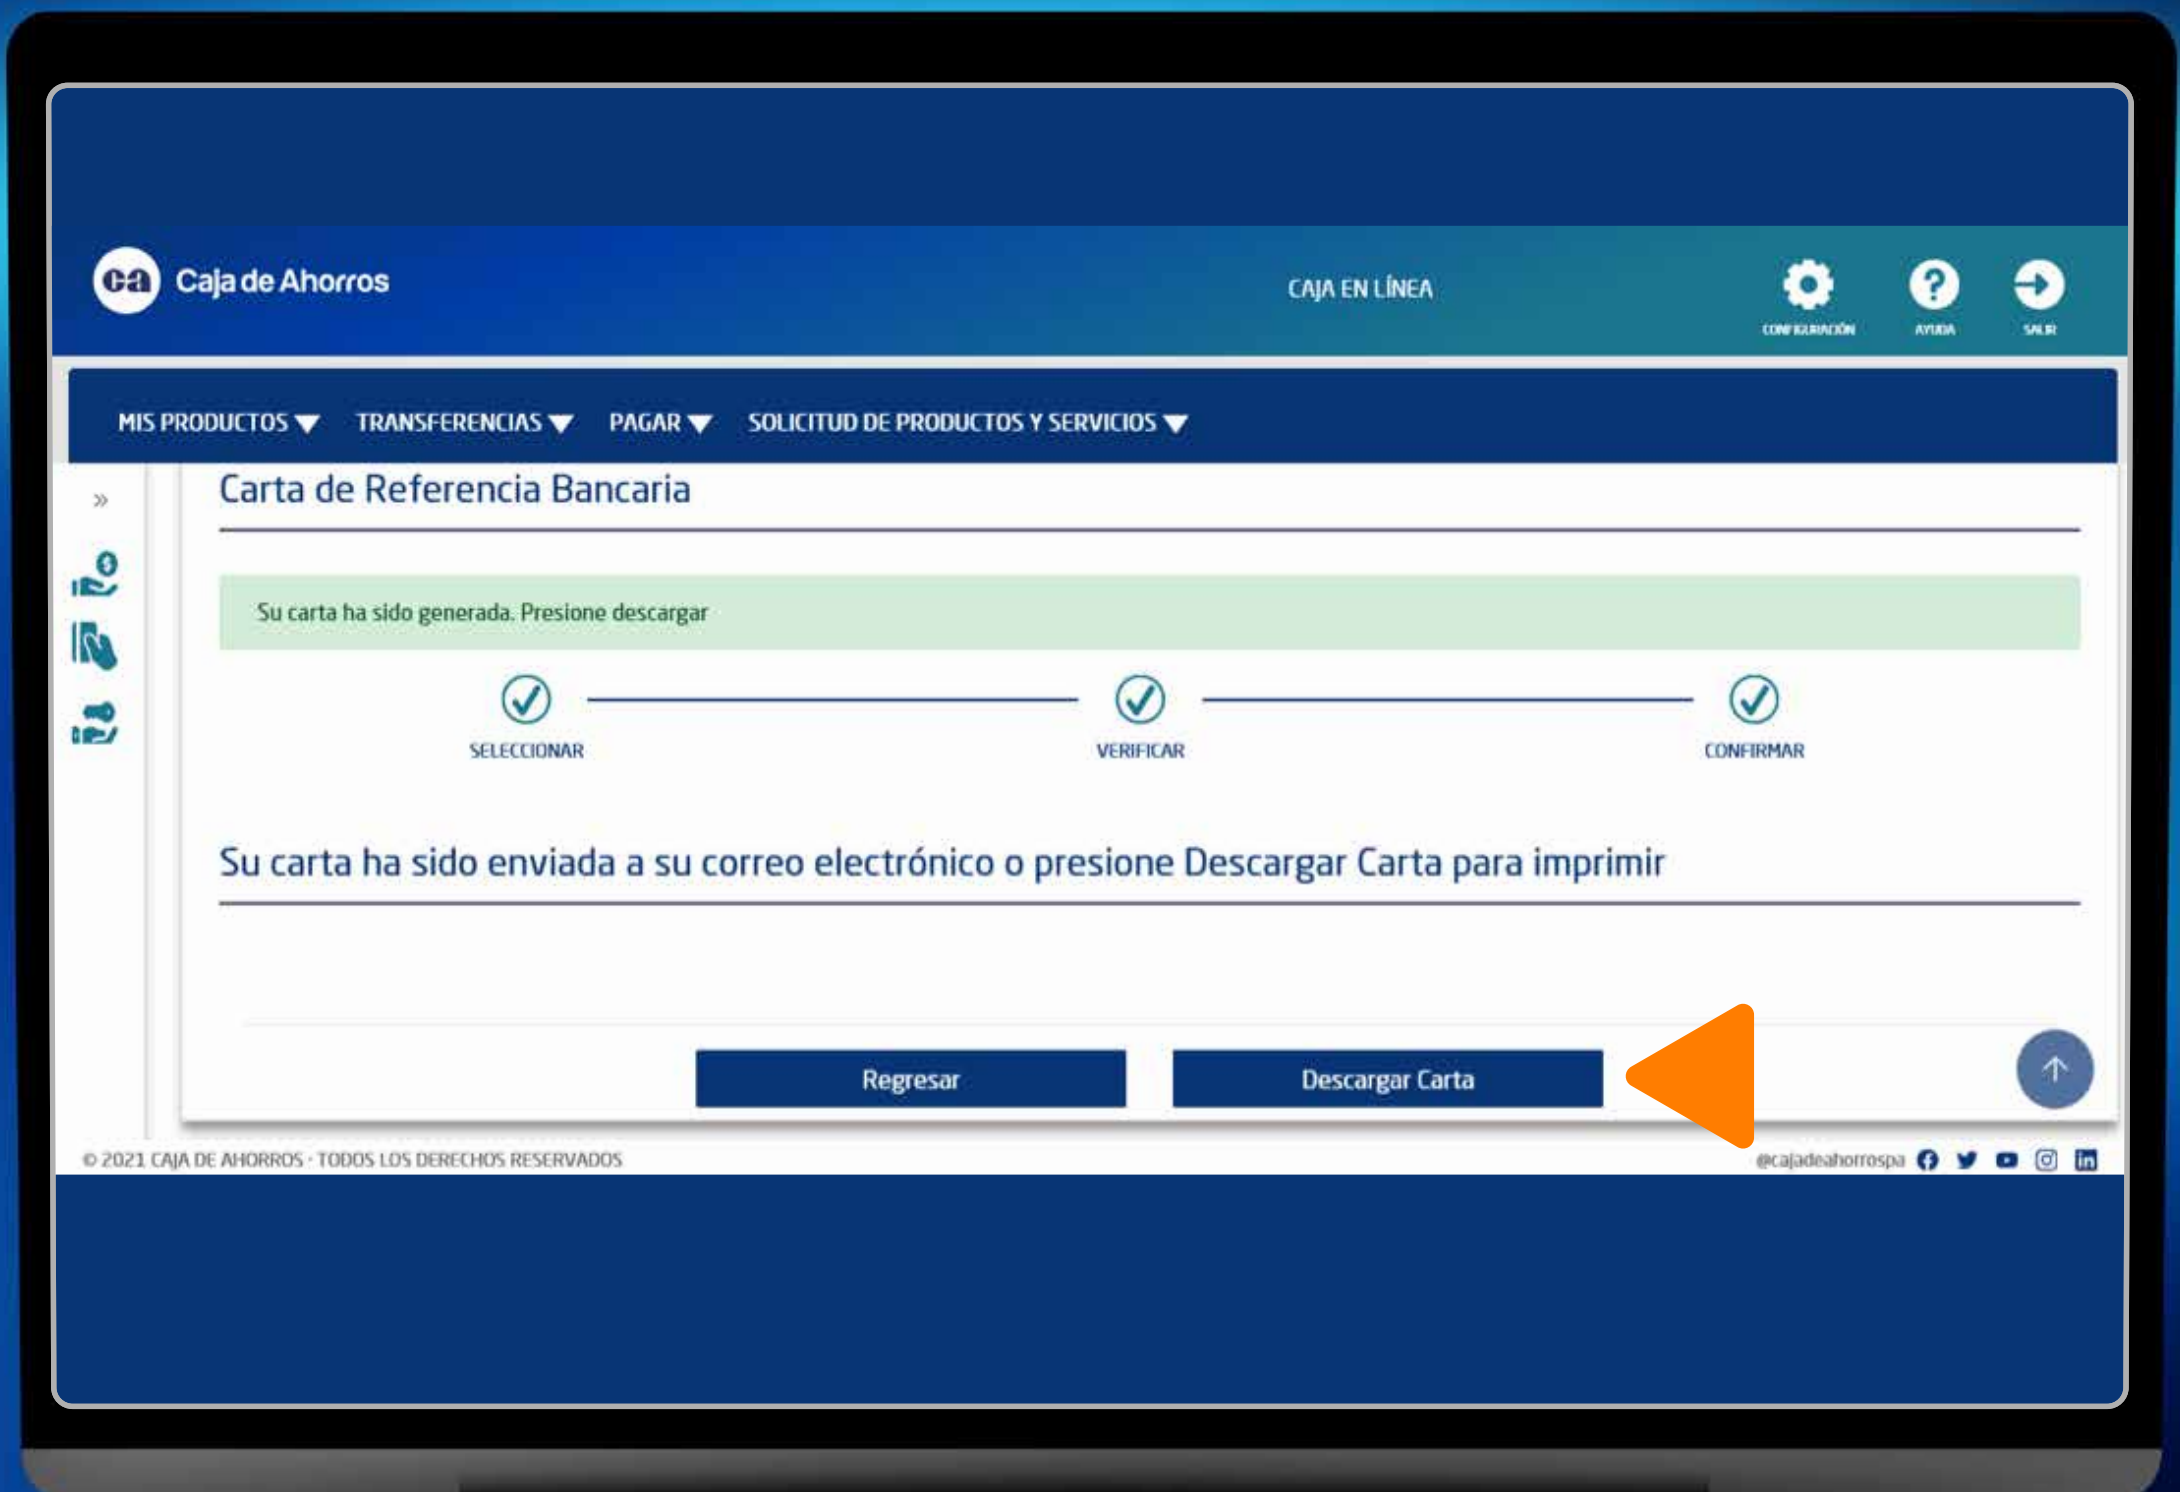 ca Caja de Ahorros
CAJA EN LÍNEA
CONFIGURACIÓN
AYUDA
SALIR
MIS PRODUCTOS TRANSFERENCIAS PAGAR SOLICITUD DE PRODUCTOS Y SERVICIOS
Carta de Referencia Bancaria
Su carta ha sido generada. Presione descargar
SELECCIONAR VERIFICAR CONFIRMAR
Su carta ha sido enviada a su correo electrónico o presione Descargar Carta para imprimir
Regresar Descargar Carta
© 2021 CAJA DE AHORROS · TODOS LOS DERECHOS RESERVADOS
@cajadeahorrospa